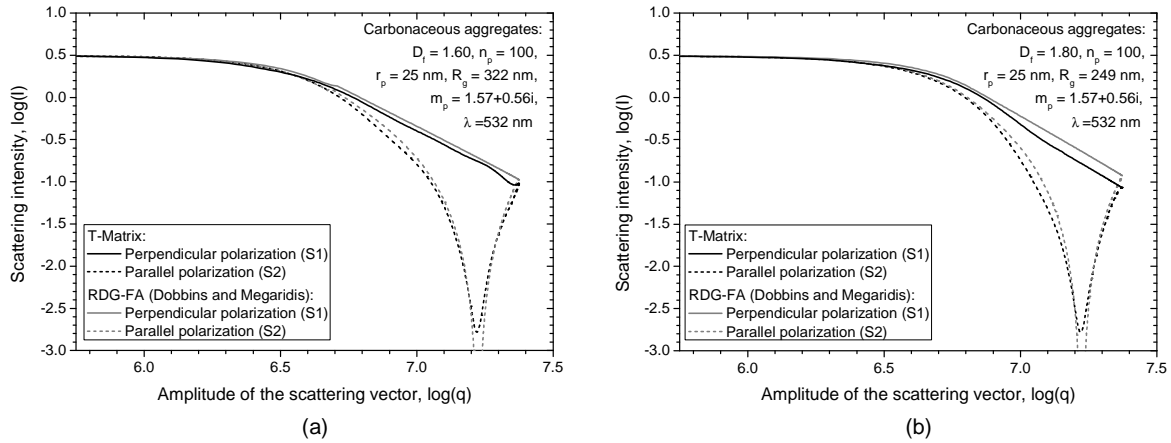 Carbonaceous aggregates:
D_f = 1.60, n_p = 100,
r_p = 25 nm, R_g = 322 nm,
m_p = 1.57+0.56i,
λ =532 nm
1.0
0.5
0.0
-0.5
-1.0
-1.5
-2.0
-2.5
-3.0
Scattering intensity, log(I)
T-Matrix:
Perpendicular polarization (S1)
Parallel polarization (S2)
RDG-FA (Dobbins and Megaridis):
Perpendicular polarization (S1)
Parallel polarization (S2)
6.0 6.5 7.0 7.5
Amplitude of the scattering vector, log(q)
(a)
Carbonaceous aggregates:
D_f = 1.80, n_p = 100,
r_p = 25 nm, R_g = 249 nm,
m_p = 1.57+0.56i,
λ =532 nm
1.0
0.5
0.0
-0.5
-1.0
-1.5
-2.0
-2.5
-3.0
Scattering intensity, log(I)
T-Matrix:
Perpendicular polarization (S1)
Parallel polarization (S2)
RDG-FA (Dobbins and Megaridis):
Perpendicular polarization (S1)
Parallel polarization (S2)
6.0 6.5 7.0 7.5
Amplitude of the scattering vector, log(q)
(b)